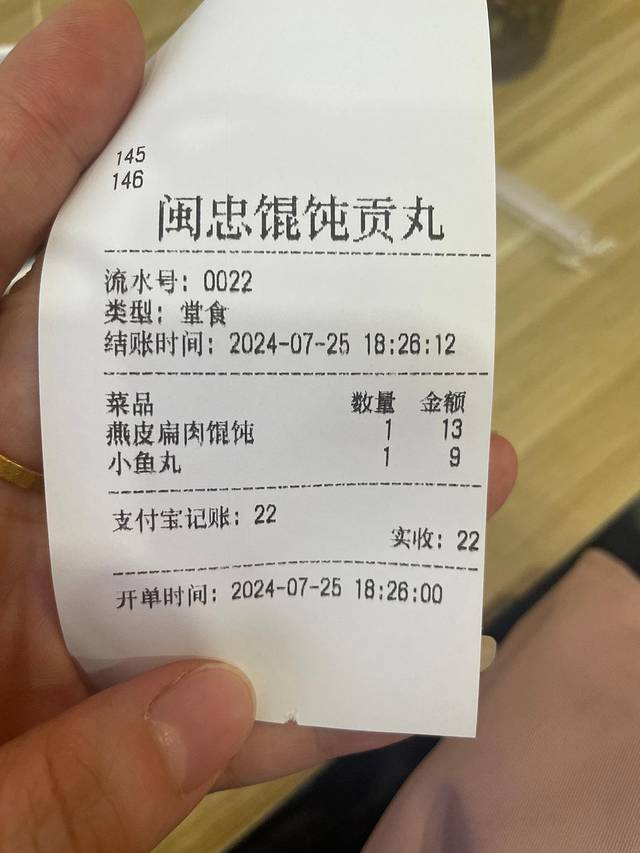 145
146
闽忠馄饨贡丸
流水号: 0022
类型: 堂食
结账时间: 2024-07-25 18:26:12
菜品 数量 金额
燕皮扁肉馄饨 1 13
小鱼丸 1 9
支付宝记账: 22
实收: 22
开单时间: 2024-07-25 18:26:00